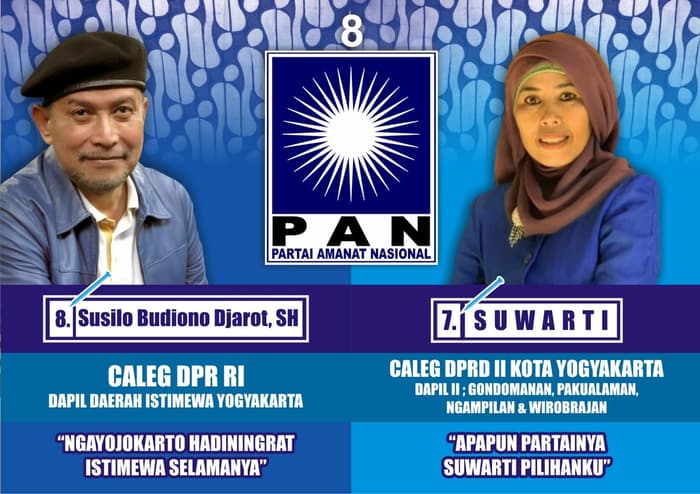 8
PAN
PARTAI AMANAT NASIONAL
8. Susilo Budiono Djarot, SH
CALEG DPR RI
DAPIL DAERAH ISTIMEWA YOGYAKARTA
“NGAYOJOKARTO HADININGRAT
ISTIMEWA SELAMANYA”
7. SUWARTI
CALEG DPRD II KOTA YOGYAKARTA
DAPIL II ; GONDOMANAN, PAKUALAMAN,
NGAMPILAN & WIROBRAJAN
“APAPUN PARTAINYA
SUWARTI PILIHANKU”